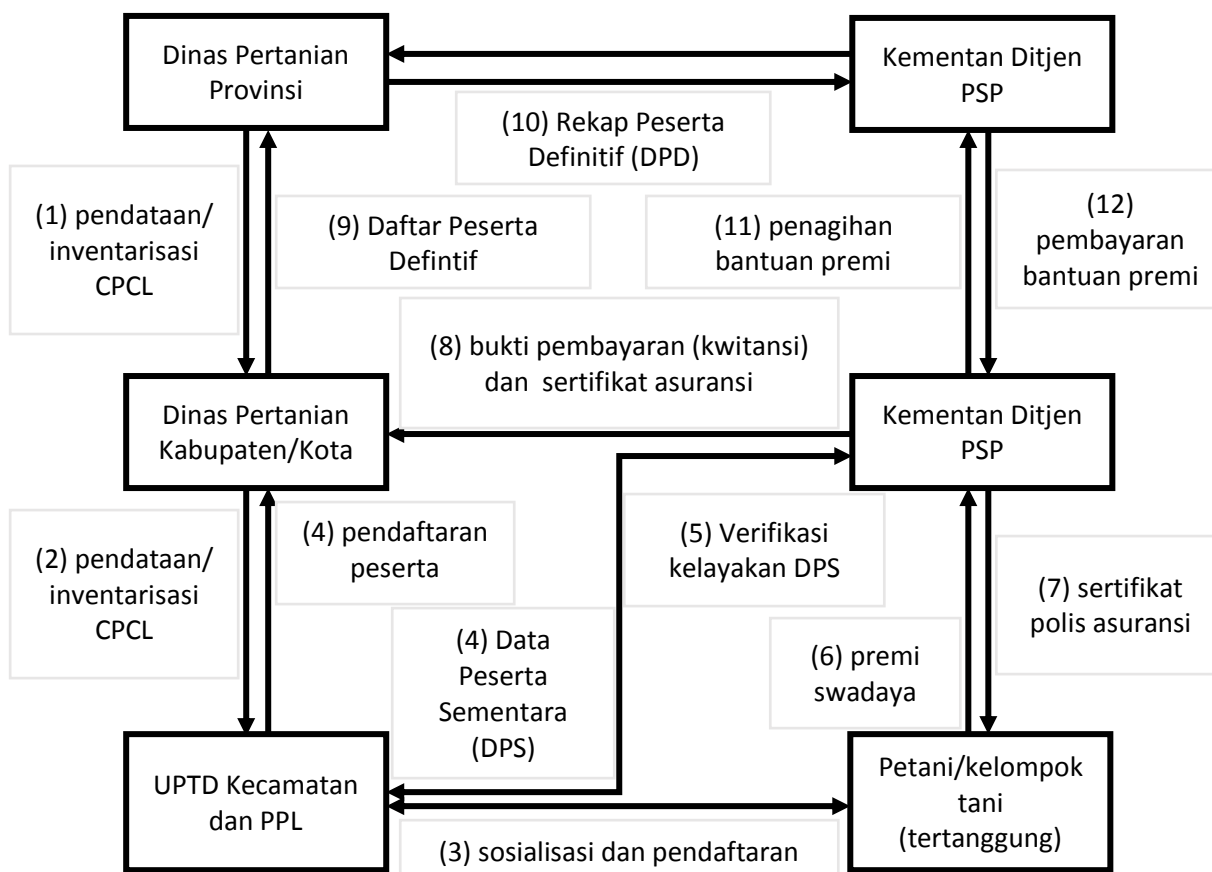 Dinas Pertanian
Provinsi
Kementan Ditjen
PSP
(10) Rekap Peserta
Definitif (DPD)
(1) pendataan/
inventarisasi
CPCL
(9) Daftar Peserta
Defintif
(11) penagihan
bantuan premi
(12)
pembayaran
bantuan premi
(8) bukti pembayaran (kwitansi)
dan sertifikat asuransi
Dinas Pertanian
Kabupaten/Kota
Kementan Ditjen
PSP
(2) pendataan/
inventarisasi
CPCL
(4) pendaftaran
peserta
(5) Verifikasi
kelayakan DPS
(7) sertifikat
polis asuransi
(4) Data
Peserta
Sementara
(DPS)
(6) premi
swadaya
UPTD Kecamatan
dan PPL
Petani/kelompok
tani
(tertanggung)
(3) sosialisasi dan pendaftaran